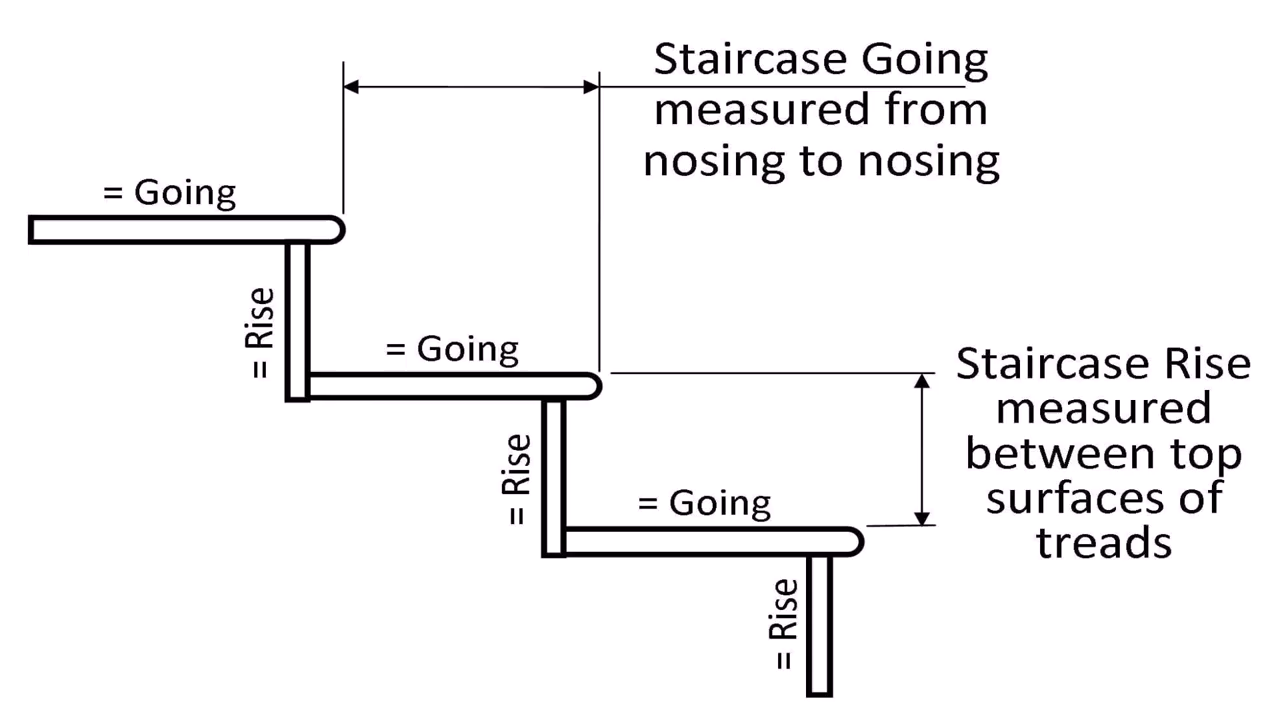 Staircase Going
measured from
nosing to nosing
= Going
= Rise
= Going
Staircase Rise
measured
between top
surfaces of
treads
= Rise
= Going
= Rise